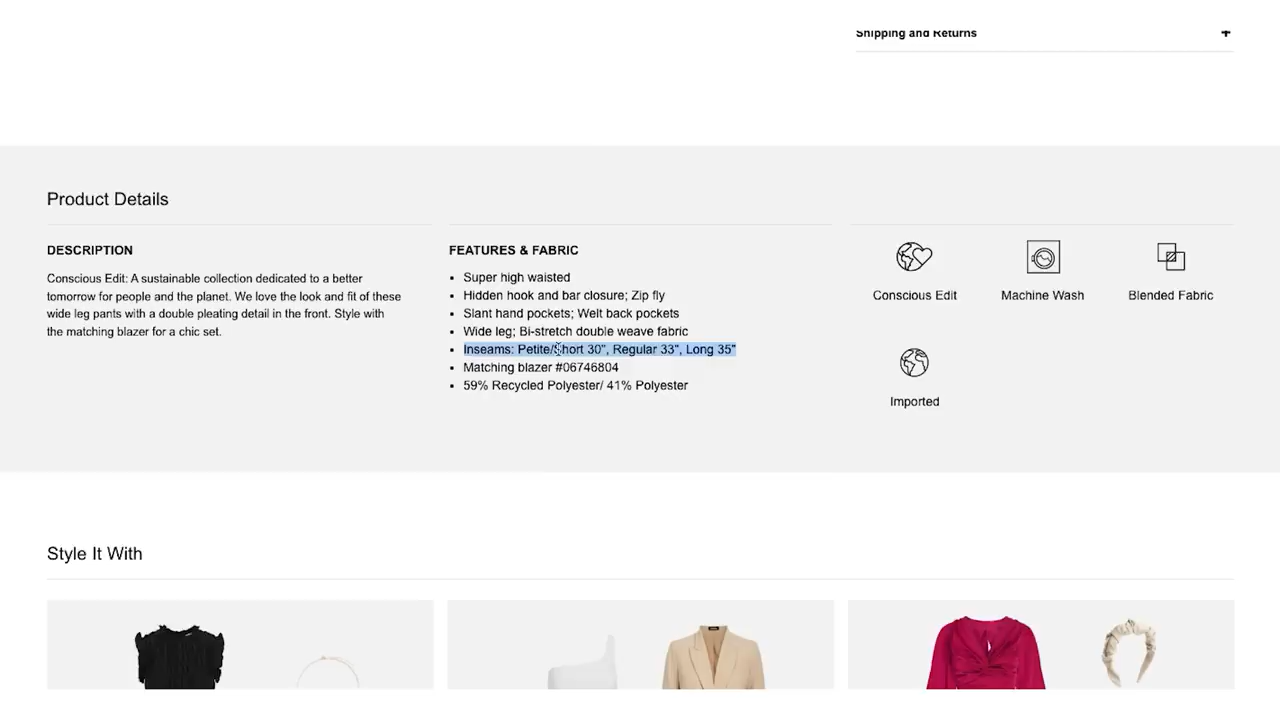 Shipping and Returns
Product Details
DESCRIPTION
Conscious Edit: A sustainable collection dedicated to a better
tomorrow for people and the planet. We love the look and fit of these
wide leg pants with a double pleating detail in the front. Style with
the matching blazer for a chic set.
FEATURES & FABRIC
Super high waisted
Hidden hook and bar closure; Zip fly
Slant hand pockets; Welt back pockets
Wide leg; Bi-stretch double weave fabric
Inseams: Petite/Short 30", Regular 33", Long 35"
Matching blazer #06746804
59% Recycled Polyester/ 41% Polyester
Conscious Edit
Machine Wash
Blended Fabric
Imported
Style It With